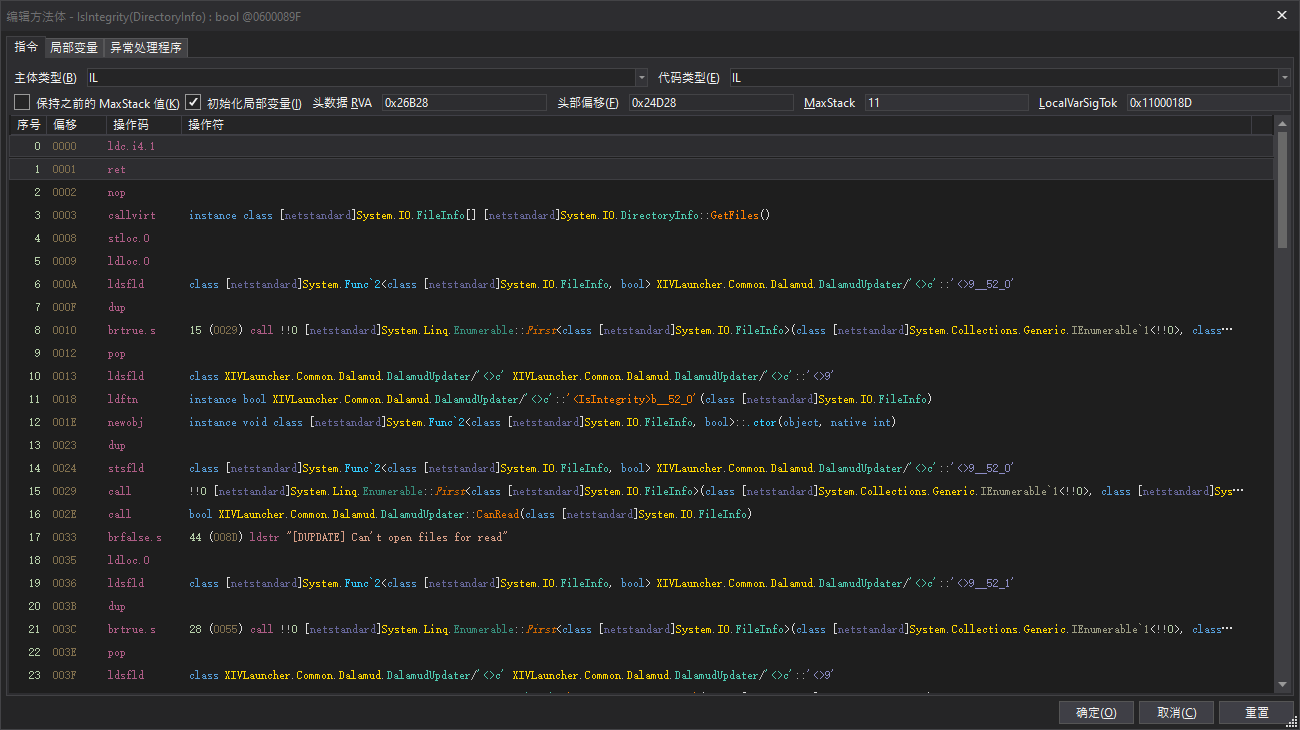 编辑方法体 - IsIntegrity(DirectoryInfo) : bool @0600089F
指令 局部变量 异常处理程序
主体类型(B) IL 代码类型(E) IL
保持之前的 MaxStack 值(K) 初始化局部变量(I) 头数据 RVA 0x26B28 头部偏移(F) 0x24D28 MaxStack 11 LocalVarSigTok 0x1100018D
序号 偏移 操作码 操作符
0 0000 ldc.i4.1
1 0001 ret
2 0002 nop
3 0003 callvirt instance class [netstandard]System.IO.FileInfo[] [netstandard]System.IO.DirectoryInfo::GetFiles()
4 0008 stloc.0
5 0009 ldloc.0
6 000A ldsfld class [netstandard]System.Func`2<class [netstandard]System.IO.FileInfo, bool> XIVLauncher.Common.Dalamud.DalamudUpdater/'<>c'::'<>9__52_0'
7 000F dup
8 0010 brtrue.s 15 (0029) call !!0 [netstandard]System.Linq.Enumerable::First<class [netstandard]System.IO.FileInfo>(class [netstandard]System.Collections.Generic.IEnumerable`1<!!0>, class…
9 0012 pop
10 0013 ldsfld class XIVLauncher.Common.Dalamud.DalamudUpdater/'<>c' XIVLauncher.Common.Dalamud.DalamudUpdater/'<>c'::'<>9'
11 0018 ldftn instance bool XIVLauncher.Common.Dalamud.DalamudUpdater/'<>c'::'<IsIntegrity>b__52_0'(class [netstandard]System.IO.FileInfo)
12 001E newobj instance void class [netstandard]System.Func`2<class [netstandard]System.IO.FileInfo, bool>::.ctor(object, native int)
13 0023 dup
14 0024 stsfld class [netstandard]System.Func`2<class [netstandard]System.IO.FileInfo, bool> XIVLauncher.Common.Dalamud.DalamudUpdater/'<>c'::'<>9__52_0'
15 0029 call !!0 [netstandard]System.Linq.Enumerable::First<class [netstandard]System.IO.FileInfo>(class [netstandard]System.Collections.Generic.IEnumerable`1<!!0>, class [netstandard]Sys…
16 002E call bool XIVLauncher.Common.Dalamud.DalamudUpdater::CanRead(class [netstandard]System.IO.FileInfo)
17 0033 brfalse.s 44 (008D) ldstr "[DUPDATE] Can't open files for read"
18 0035 ldloc.0
19 0036 ldsfld class [netstandard]System.Func`2<class [netstandard]System.IO.FileInfo, bool> XIVLauncher.Common.Dalamud.DalamudUpdater/'<>c'::'<>9__52_1'
20 003B dup
21 003C brtrue.s 28 (0055) call !!0 [netstandard]System.Linq.Enumerable::First<class [netstandard]System.IO.FileInfo>(class [netstandard]System.Collections.Generic.IEnumerable`1<!!0>, class…
22 003E pop
23 003F ldsfld class XIVLauncher.Common.Dalamud.DalamudUpdater/'<>c' XIVLauncher.Common.Dalamud.DalamudUpdater/'<>c'::'<>9'
确定(O) 取消(C) 重置